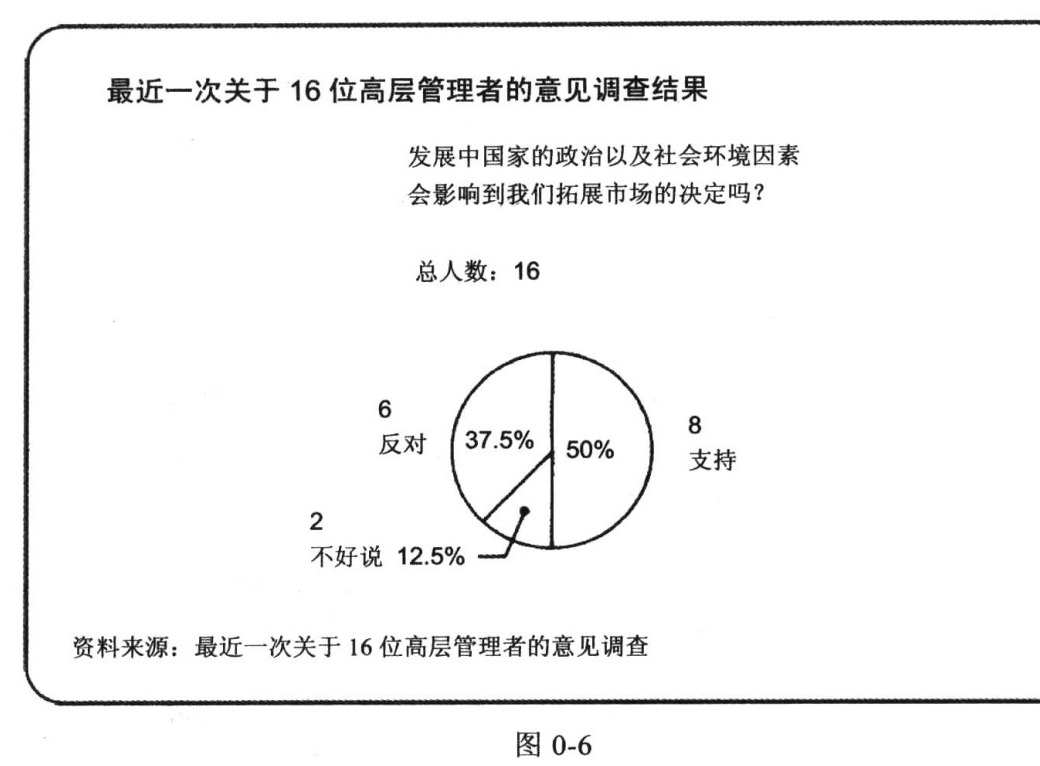 最近一次关于 16 位高层管理者的意见调查结果
发展中国家的政治以及社会环境因素
会影响到我们拓展市场的决定吗？
总人数：16
6
反对
37.5%
50%
8
支持
2
不好说 12.5%
资料来源：最近一次关于 16 位高层管理者的意见调查
图 0-6